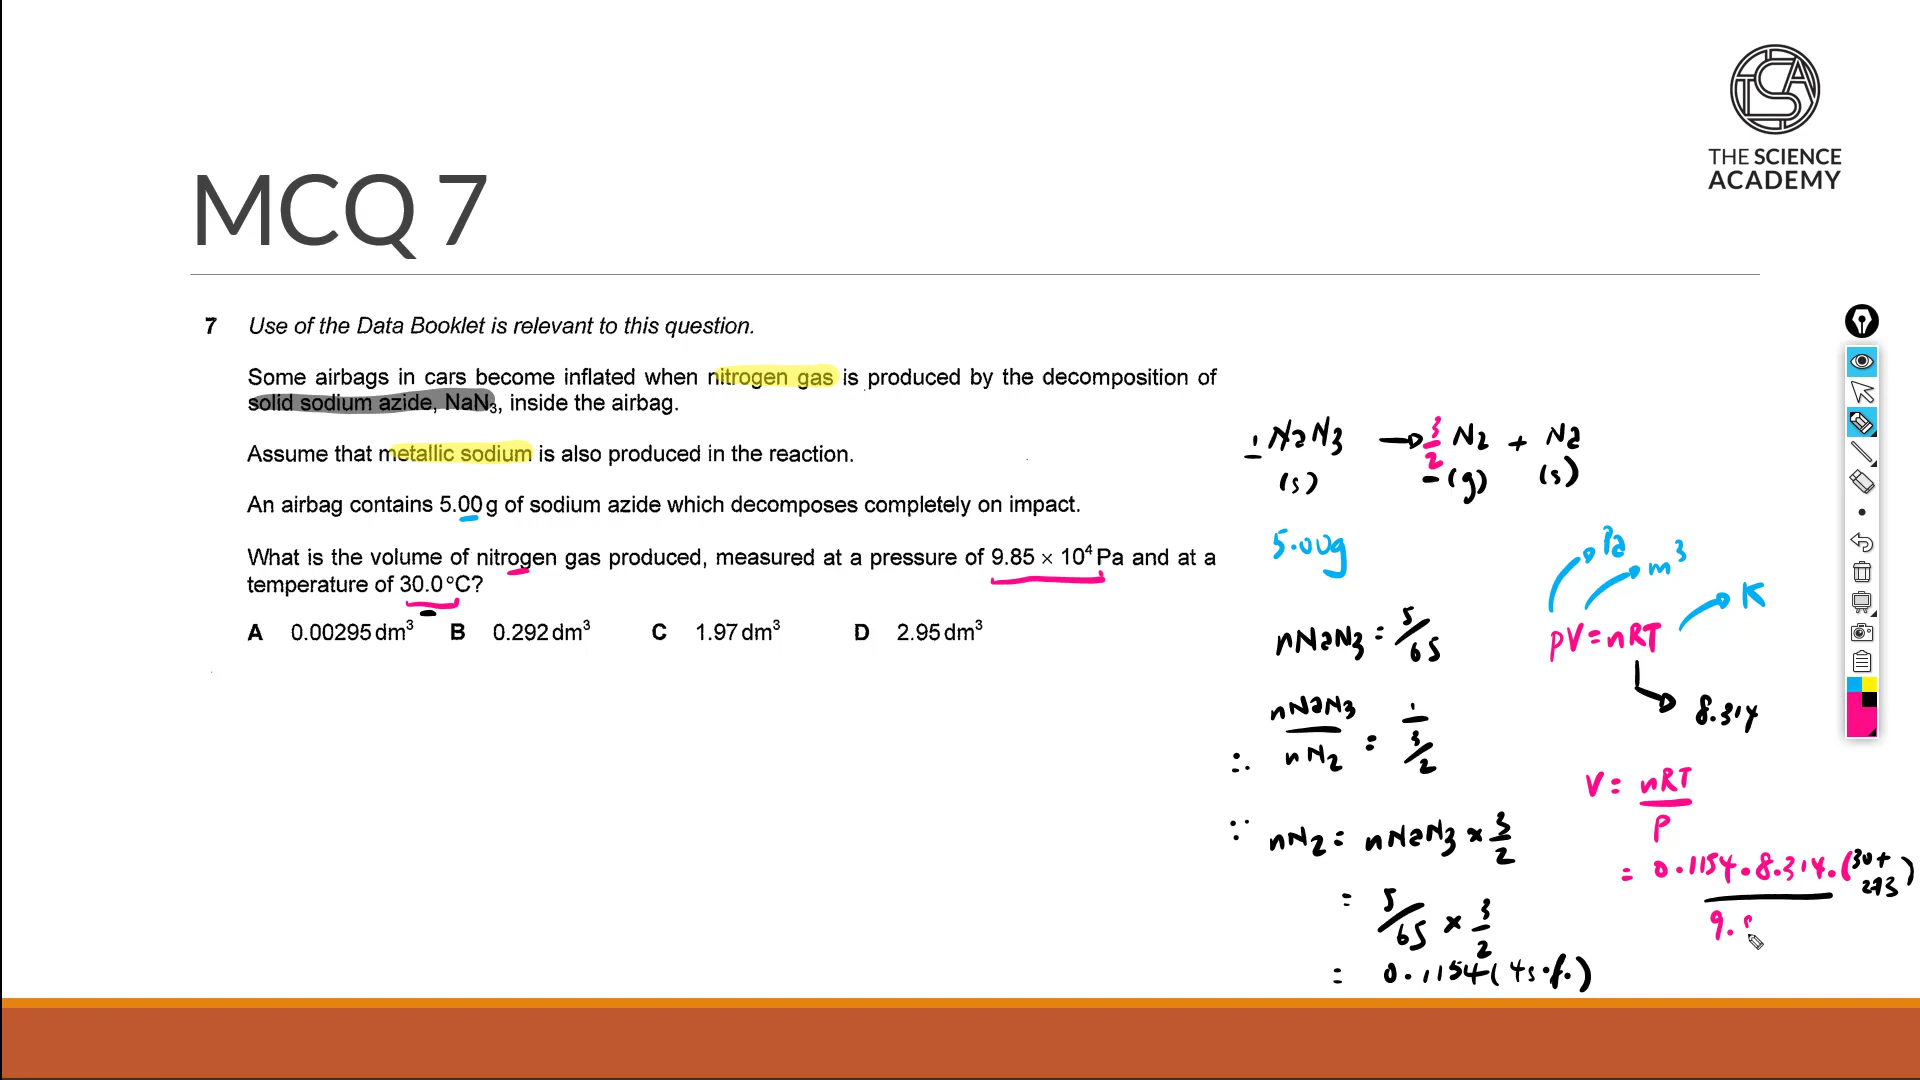 THE SCIENCE
ACADEMY
MCQ 7
7 Use of the Data Booklet is relevant to this question.
Some airbags in cars become inflated when nitrogen gas is produced by the decomposition of
solid sodium azide, NaN₃, inside the airbag.
Assume that metallic sodium is also produced in the reaction.
An airbag contains 5.00 g of sodium azide which decomposes completely on impact.
What is the volume of nitrogen gas produced, measured at a pressure of 9.85 × 10⁴ Pa and at a
temperature of 30.0 °C?
A 0.00295 dm³ B 0.292 dm³ C 1.97 dm³ D 2.95 dm³
1 NaN3 → 3/2 N2 + Na
(s) (g) (s)
5.00g
nNaN3 = 5/65
∴ nNaN3 / nN2 = 1 / 3/2
∵ nN2 = nNaN3 × 3/2
= 5/65 × 3/2
= 0.1154 (4s.f.)
Pa
m³
K
pV = nRT
8.314
V = nRT / P
= 0.1154 . 8.314 . (30 + 273)
9.